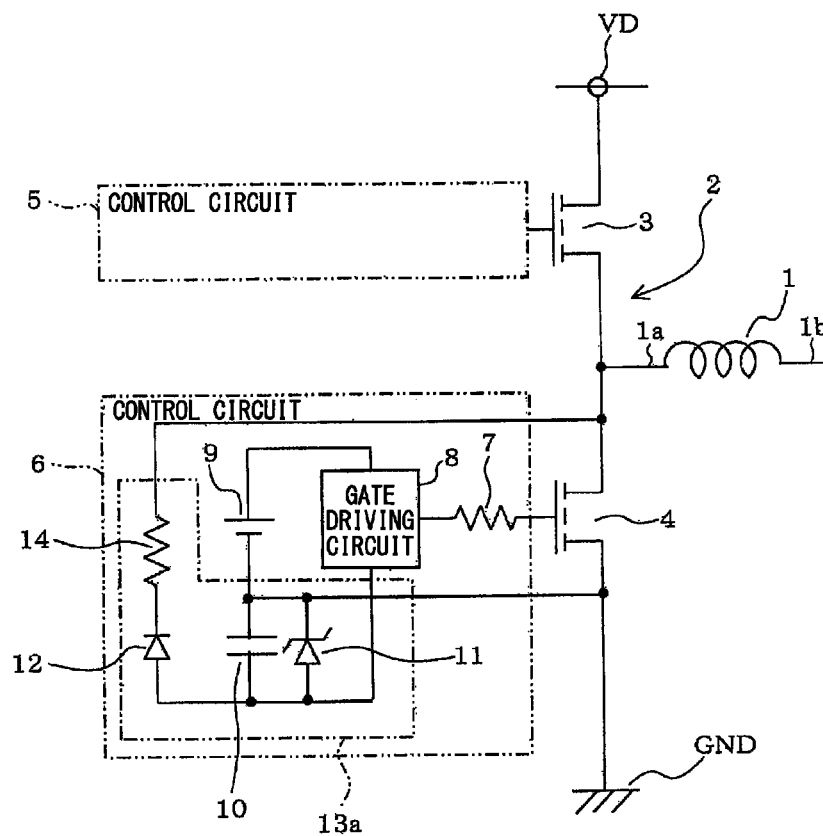 VD
5
CONTROL CIRCUIT
2
3
1
1a
1b
CONTROL CIRCUIT
6
9
8
7
GATE
DRIVING
CIRCUIT
4
14
12
11
10
13a
GND